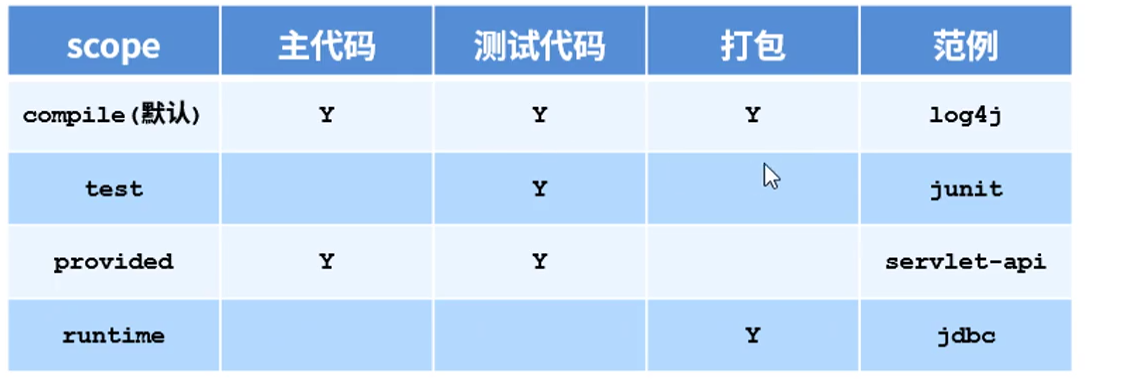 scope 主代码 测试代码 打包 范例
compile(默认) Y Y Y log4j
test Y junit
provided Y Y servlet-api
runtime Y jdbc